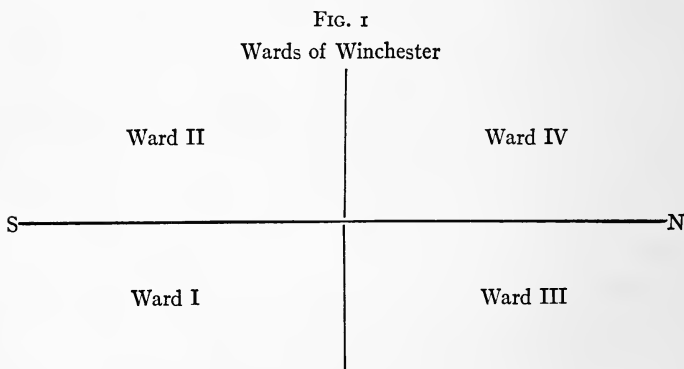 FIG. 1
Wards of Winchester
Ward II Ward IV
S N
Ward I Ward III